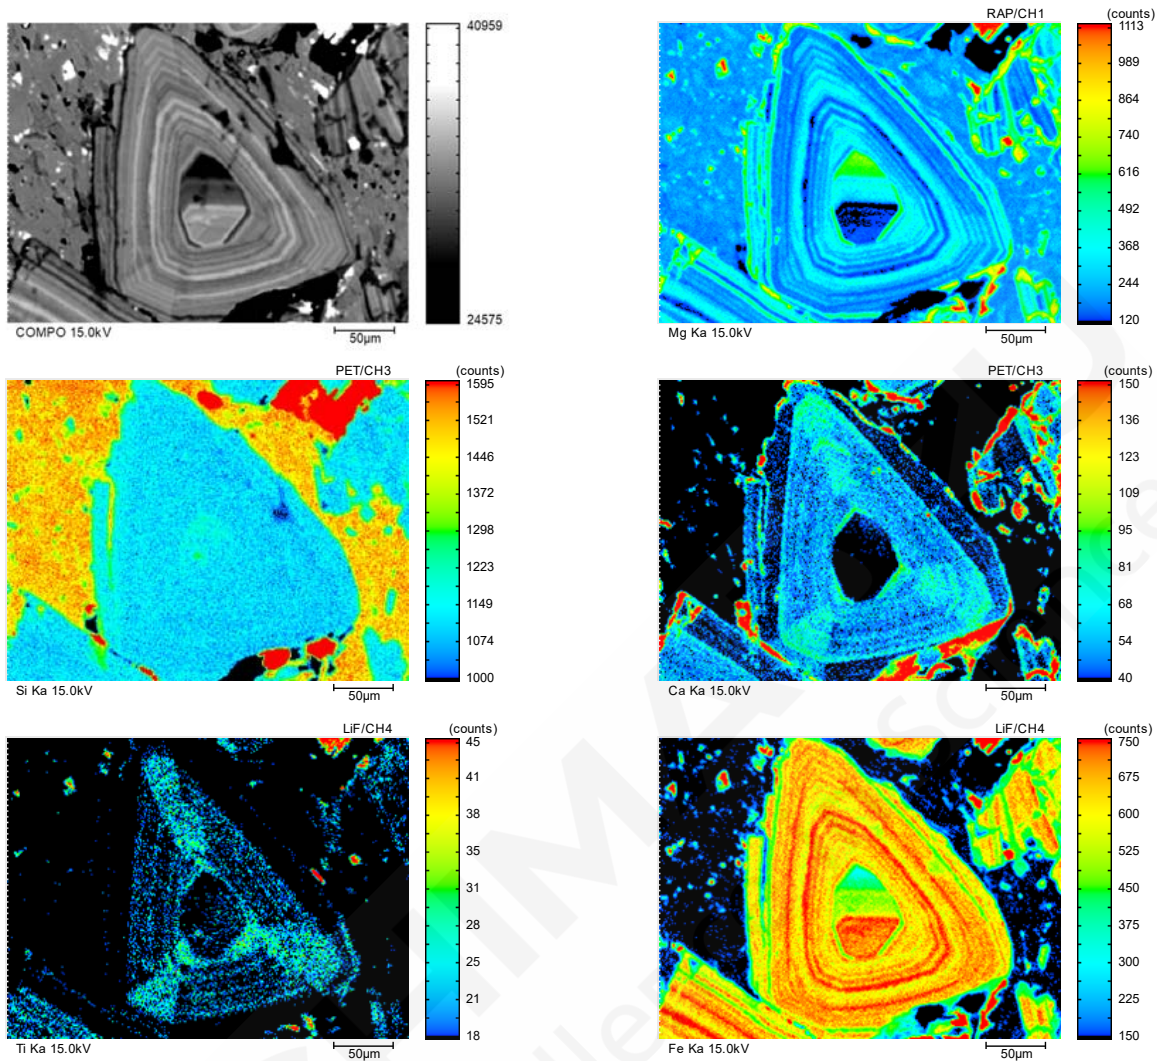 40959
24575
COMPO 15.0kV
50µm
RAP/CH1
(counts)
1113
989
864
740
616
492
368
244
120
Mg Ka 15.0kV
50µm
PET/CH3
(counts)
1595
1521
1446
1372
1298
1223
1149
1074
1000
Si Ka 15.0kV
50µm
PET/CH3
(counts)
150
136
123
109
95
81
68
54
40
Ca Ka 15.0kV
50µm
LiF/CH4
(counts)
45
41
38
35
31
28
25
21
18
Ti Ka 15.0kV
50µm
LiF/CH4
(counts)
750
675
600
525
450
375
300
225
150
Fe Ka 15.0kV
50µm